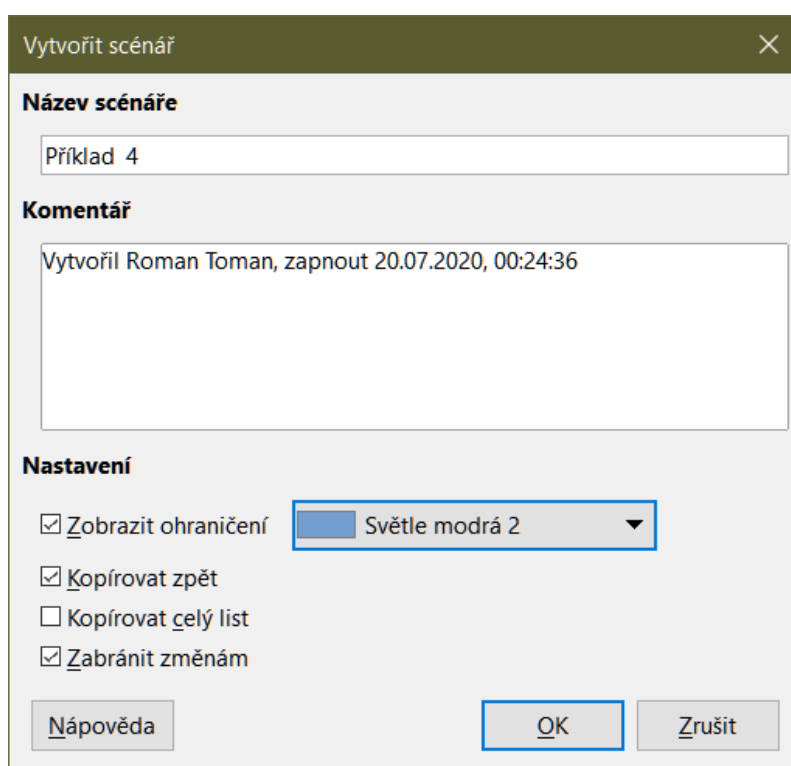 Vytvořit scénář
Název scénáře
Příklad  4
Komentář
Vytvořil Roman Toman, zapnout 20.07.2020, 00:24:36
Nastavení
Zobrazit ohraničení Světle modrá 2
Kopírovat zpět
Kopírovat celý list
Zabránit změnám
Nápověda OK Zrušit